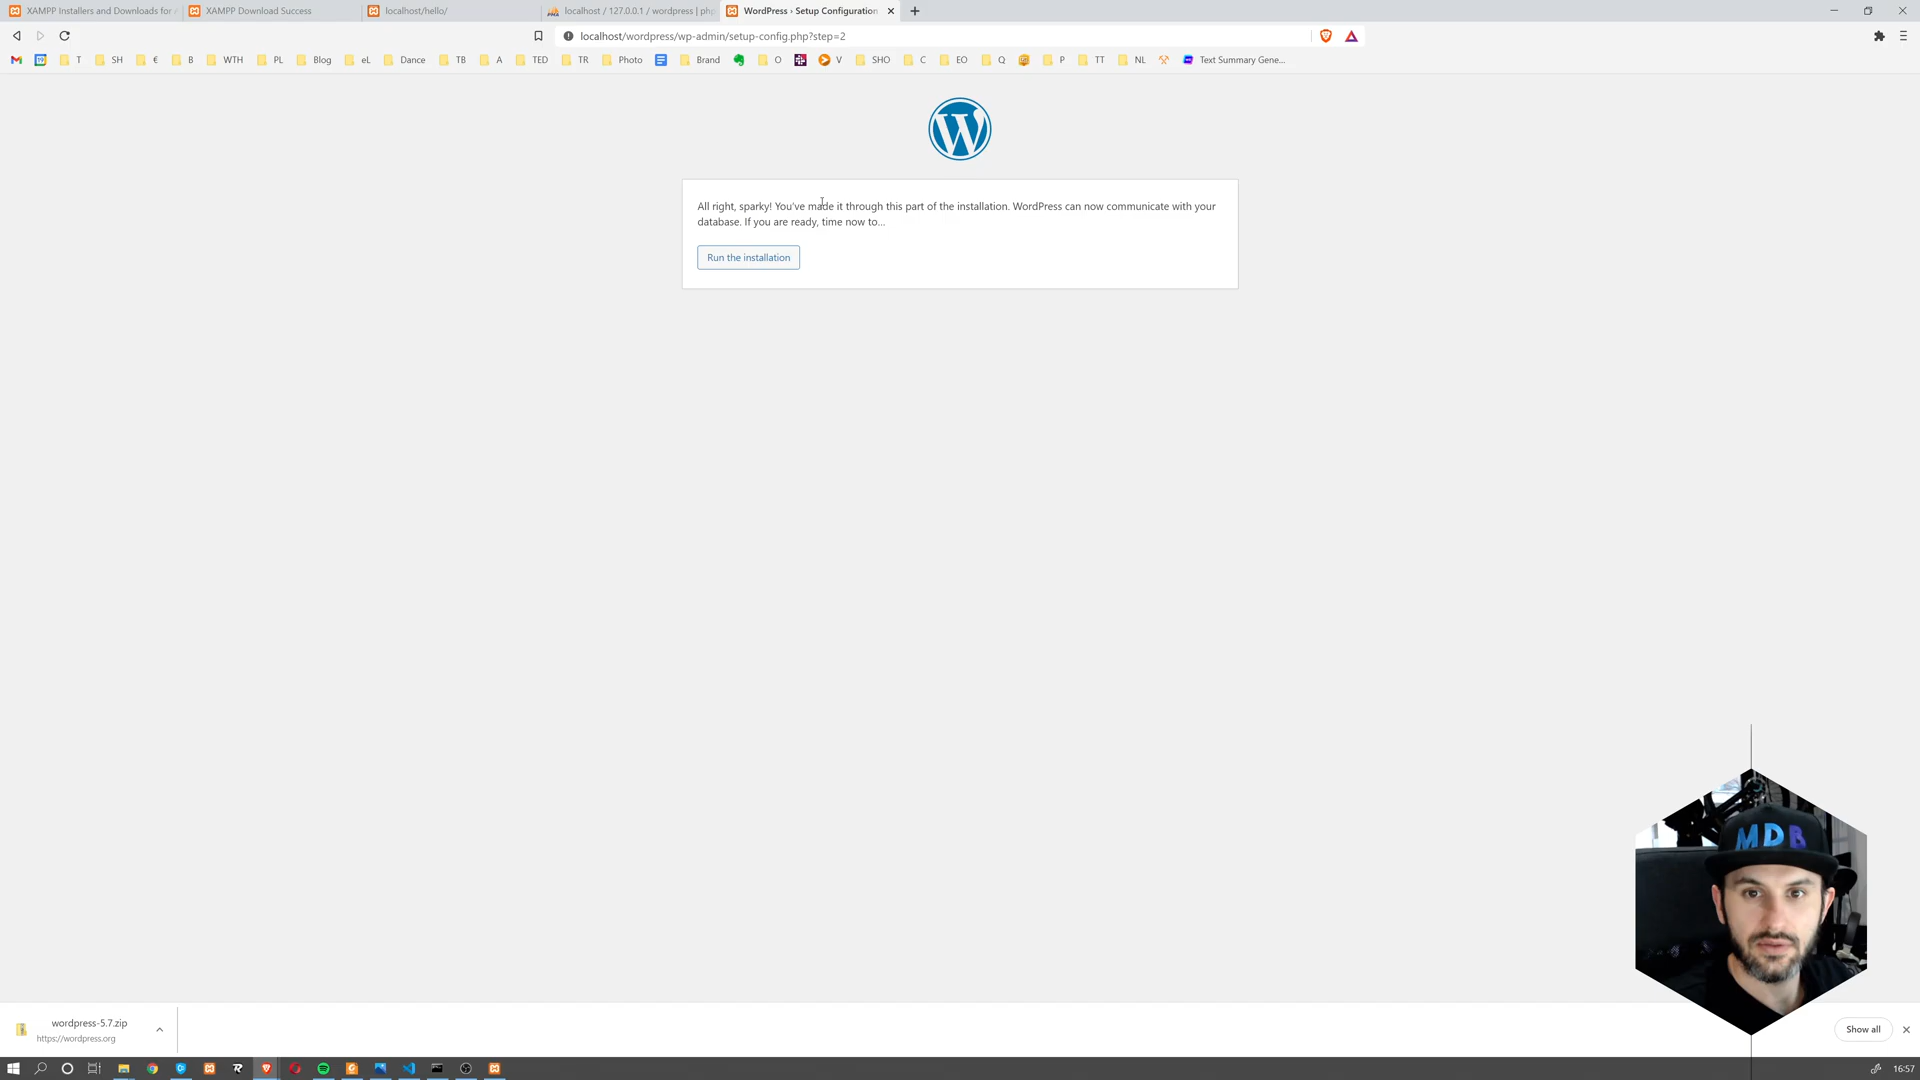 XAMPP Installers and Downloads for
XAMPP Download Success
localhost/hello/
localhost / 127.0.0.1 / wordpress | php
WordPress › Setup Configuration
localhost/wordpress/wp-admin/setup-config.php?step=2
T SH € B WTH PL Blog eL Dance TB A TED TR Photo Brand O V SHO C EO Q P TT NL Text Summary Gene...
All right, sparky! You've made it through this part of the installation. WordPress can now communicate with your
database. If you are ready, time now to…
Run the installation
MDB
wordpress-5.7.zip
https://wordpress.org
Show all
16:57